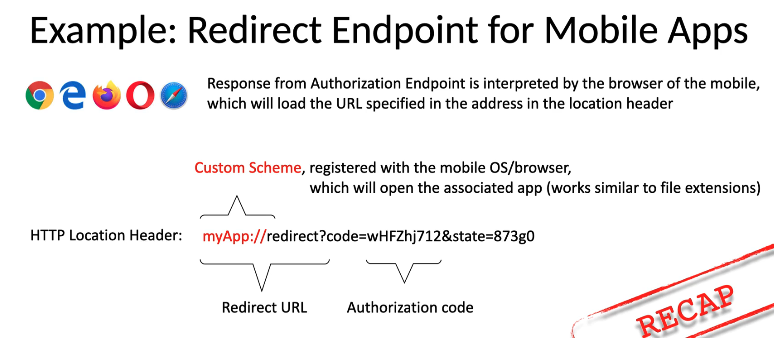 Example: Redirect Endpoint for Mobile Apps
Response from Authorization Endpoint is interpreted by the browser of the mobile,
which will load the URL specified in the address in the location header
Custom Scheme, registered with the mobile OS/browser,
which will open the associated app (works similar to file extensions)
HTTP Location Header: myApp://redirect?code=wHFZhj712&state=873g0
Redirect URL Authorization code
RECAP